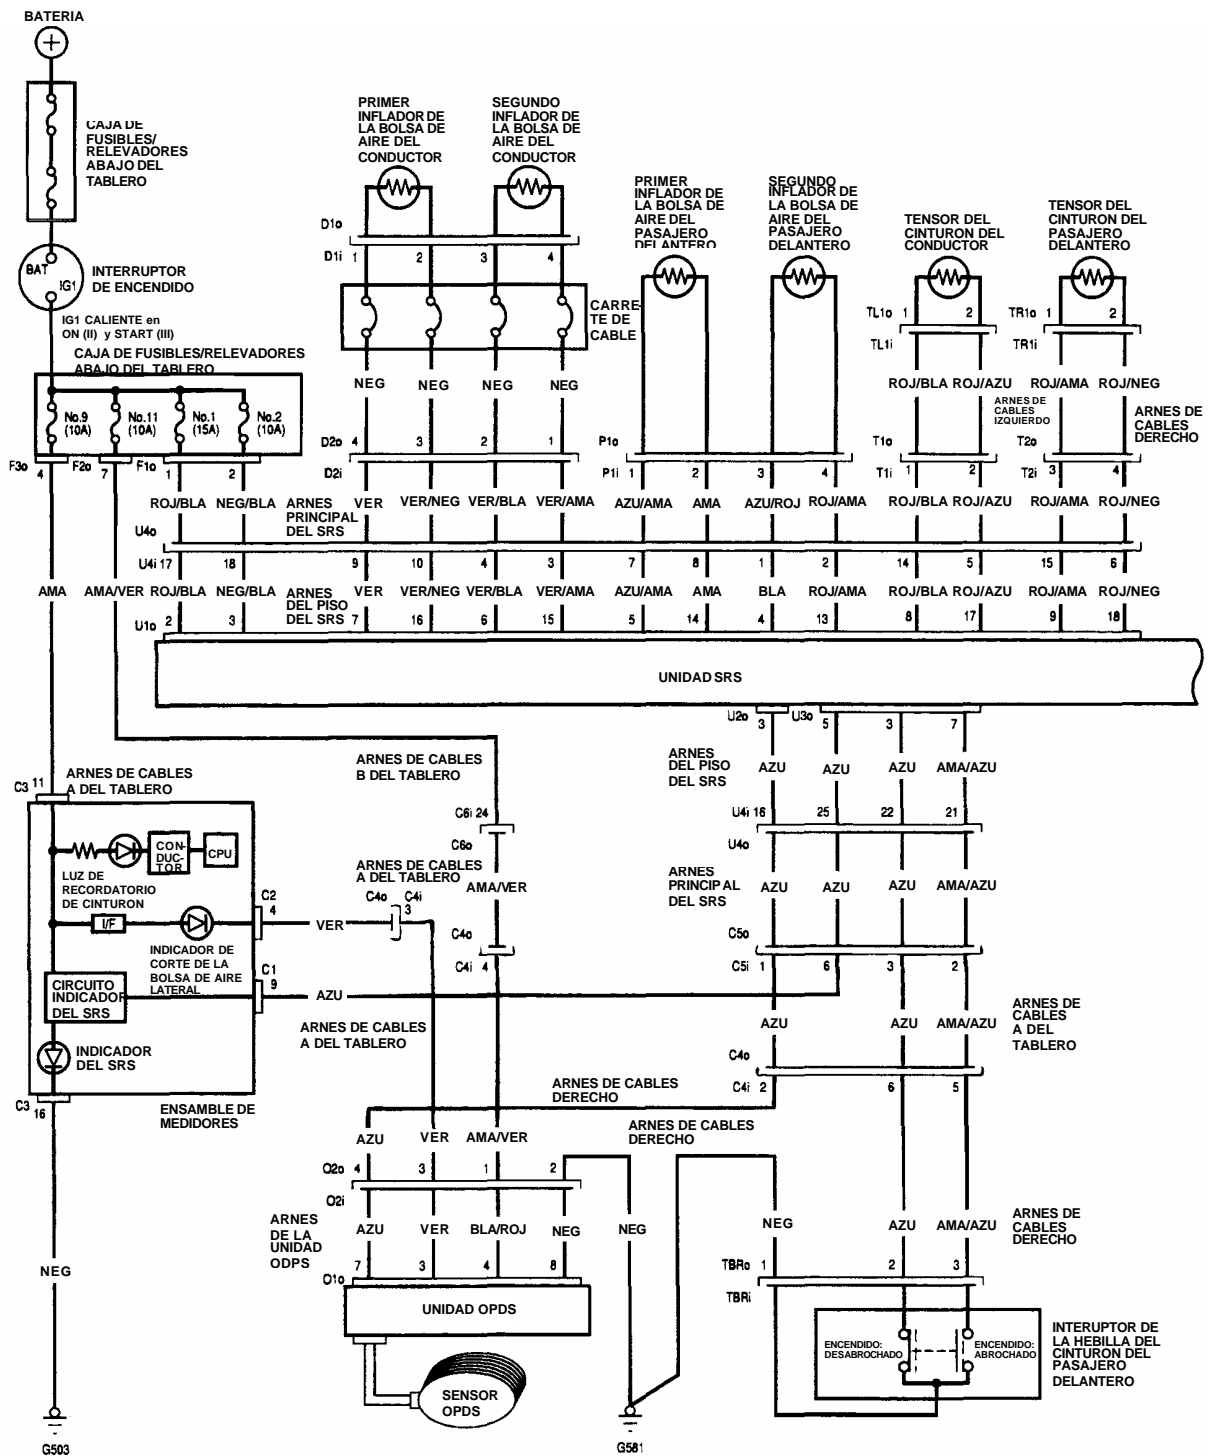 BATERIA
CAJA DE
FUSIBLES/
RELEVADORES
ABAJO DEL
TABLERO
BAT
IG1
INTERRUPTOR
DE ENCENDIDO
IG1 CALIENTE en
ON (II) y START (III)
CAJA DE FUSIBLES/RELEVADORES
ABAJO DEL TABLERO
No.9
(10A)
No.11
(10A)
No.1
(15A)
No.2
(10A)
PRIMER
INFLADOR DE
LA BOLSA DE
AIRE DEL
CONDUCTOR
SEGUNDO
INFLADOR DE
LA BOLSA DE
AIRE DEL
CONDUCTOR
PRIMER
INFLADOR DE
LA BOLSA DE
AIRE DEL
PASAJERO
DELANTERO
SEGUNDO
INFLADOR DE
LA BOLSA DE
AIRE DEL
PASAJERO
DELANTERO
TENSOR DEL
CINTURON DEL
CONDUCTOR
TENSOR DEL
CINTURON DEL
PASAJERO
DELANTERO
D1o
D1i 1 2 3 4
CARRE-
TE DE
CABLE
TL1o 1 2
TL1i
TR1o 1 2
TR1i
NEG NEG NEG NEG
ROJ/BLA ROJ/AZU ROJ/AMA ROJ/NEG
ARNES DE
CABLES
IZQUIERDO
ARNES DE
CABLES
DERECHO
D2o 4 3 2 1
D2i
P1o
P1i 1 2 3 4
T1o
T1i 1 2
T2o
T2i 3 4
F3o 4 F2o 7 F1o 1 2
ROJ/BLA NEG/BLA
ARNES
PRINCIPAL
DEL SRS
VER VER/NEG VER/BLA VER/AMA AZU/AMA AMA AZU/ROJ ROJ/AMA ROJ/BLA ROJ/AZU ROJ/AMA ROJ/NEG
U4o
U4i 17 18 9 10 4 3 7 8 1 2 14 5 15 6
AMA AMA/VER ROJ/BLA NEG/BLA
ARNES
DEL PISO
DEL SRS
VER VER/NEG VER/BLA VER/AMA AZU/AMA AMA BLA ROJ/AMA ROJ/BLA ROJ/AZU ROJ/AMA ROJ/NEG
U1o 2 3 7 16 6 15 5 14 4 13 8 17 9 18
UNIDAD SRS
U2o 3 U3o 5 3 7
ARNES DE CABLES
B DEL TABLERO
ARNES
DEL PISO
DEL SRS
AZU AZU AZU AMA/AZU
C3 11
ARNES DE CABLES
A DEL TABLERO
C6i 24
C6o
U4i 16 25 22 21
U4o
CON-
DUC-
TOR
CPU
LUZ DE
RECORDATORIO
DE CINTURON
ARNES DE CABLES
A DEL TABLERO
AMA/VER
ARNES
PRINCIPAL
DEL SRS
AZU AZU AZU AMA/AZU
C2
4
I/F
VER
C4o C4i
3
INDICADOR DE
CORTE DE LA
BOLSA DE AIRE
LATERAL
C4o
C4i 4
C5o
C5i 1 6 3 2
C1
9
CIRCUITO
INDICADOR
DEL SRS
AZU
ARNES DE CABLES
A DEL TABLERO
AZU AZU AMA/AZU
ARNES DE
CABLES
A DEL
TABLERO
INDICADOR
DEL SRS
C4o
C4i 2 6 5
C3 16
ENSAMBLE DE
MEDIDORES
ARNES DE CABLES
DERECHO
ARNES DE CABLES
DERECHO
AZU VER AMA/VER
O2o 4 3 1 2
O2i
ARNES
DE LA
UNIDAD
ODPS
AZU VER BLA/ROJ NEG NEG
NEG AZU AMA/AZU
ARNES DE
CABLES
DERECHO
NEG
O1o 7 3 4 8
TBRo 1 2 3
TBRi
UNIDAD OPDS
ENCENDIDO:
DESABROCHADO
ENCENDIDO:
ABROCHADO
INTERUPTOR DE
LA HEBILLA DEL
CINTURON DEL
PASAJERO
DELANTERO
SENSOR
OPDS
G503
G581